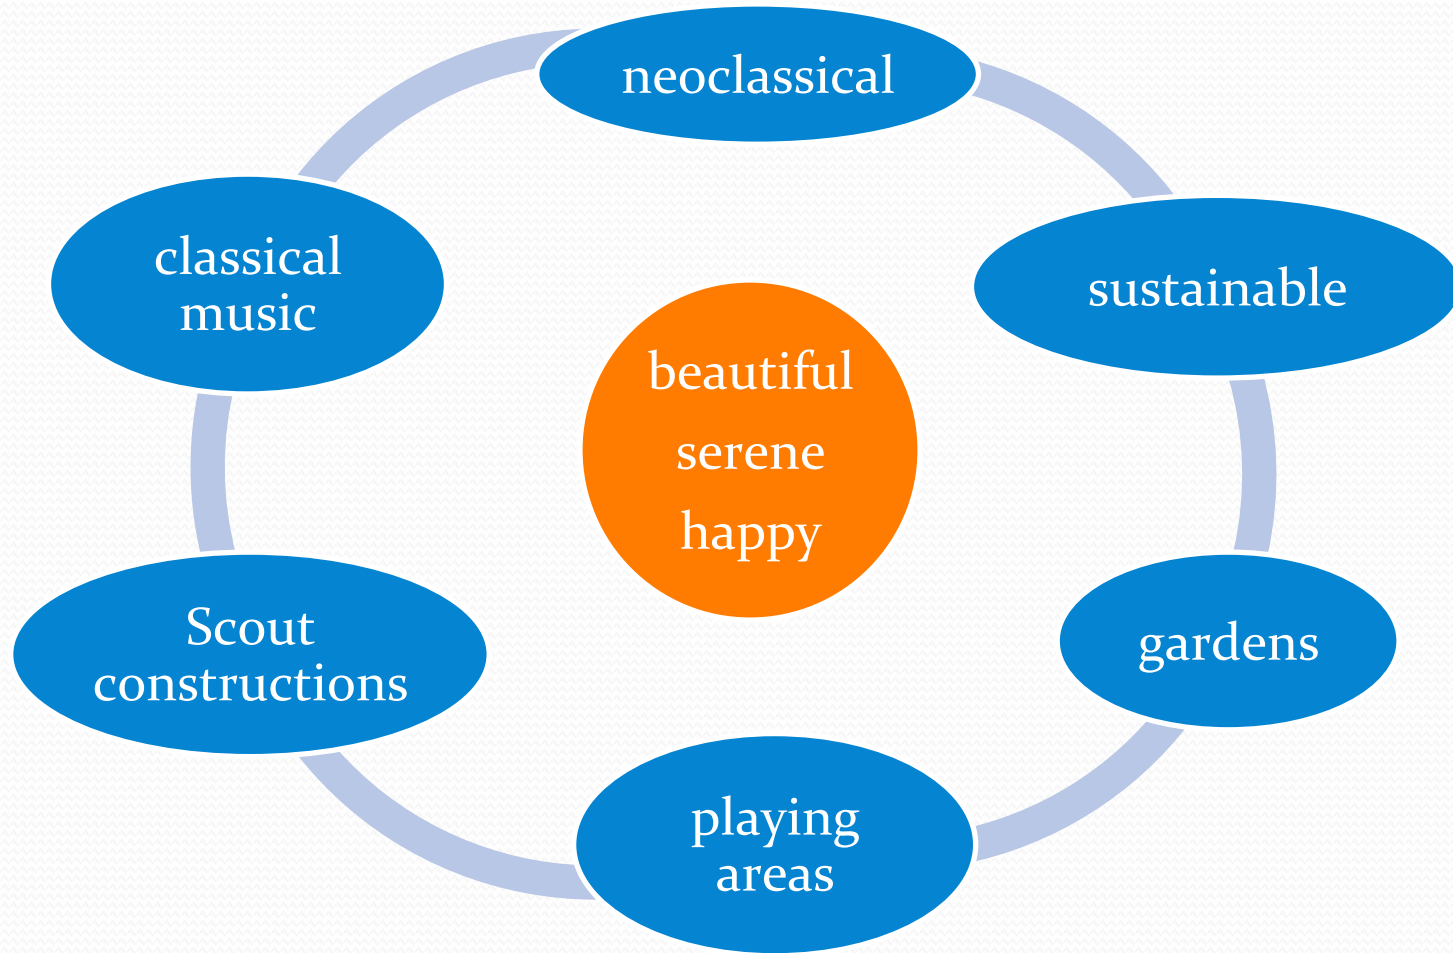 neoclassical
sustainable
gardens
playing
areas
Scout
constructions
classical
music
beautiful
serene
happy